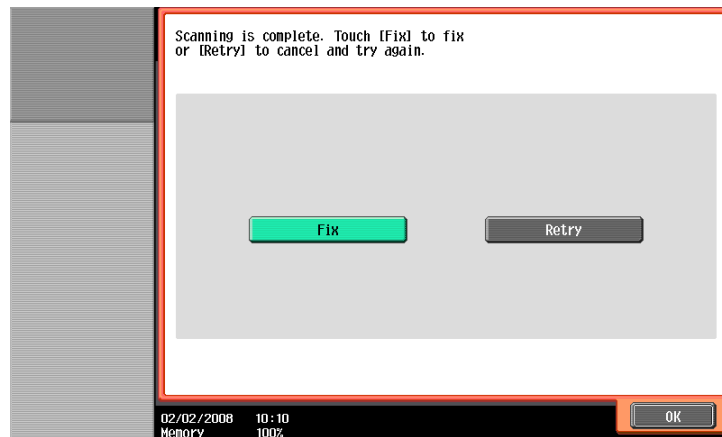 Scanning is complete. Touch [Fix] to fix
or [Retry] to cancel and try again.
Fix
Retry
02/02/2008 10:10
Memory 100%
OK